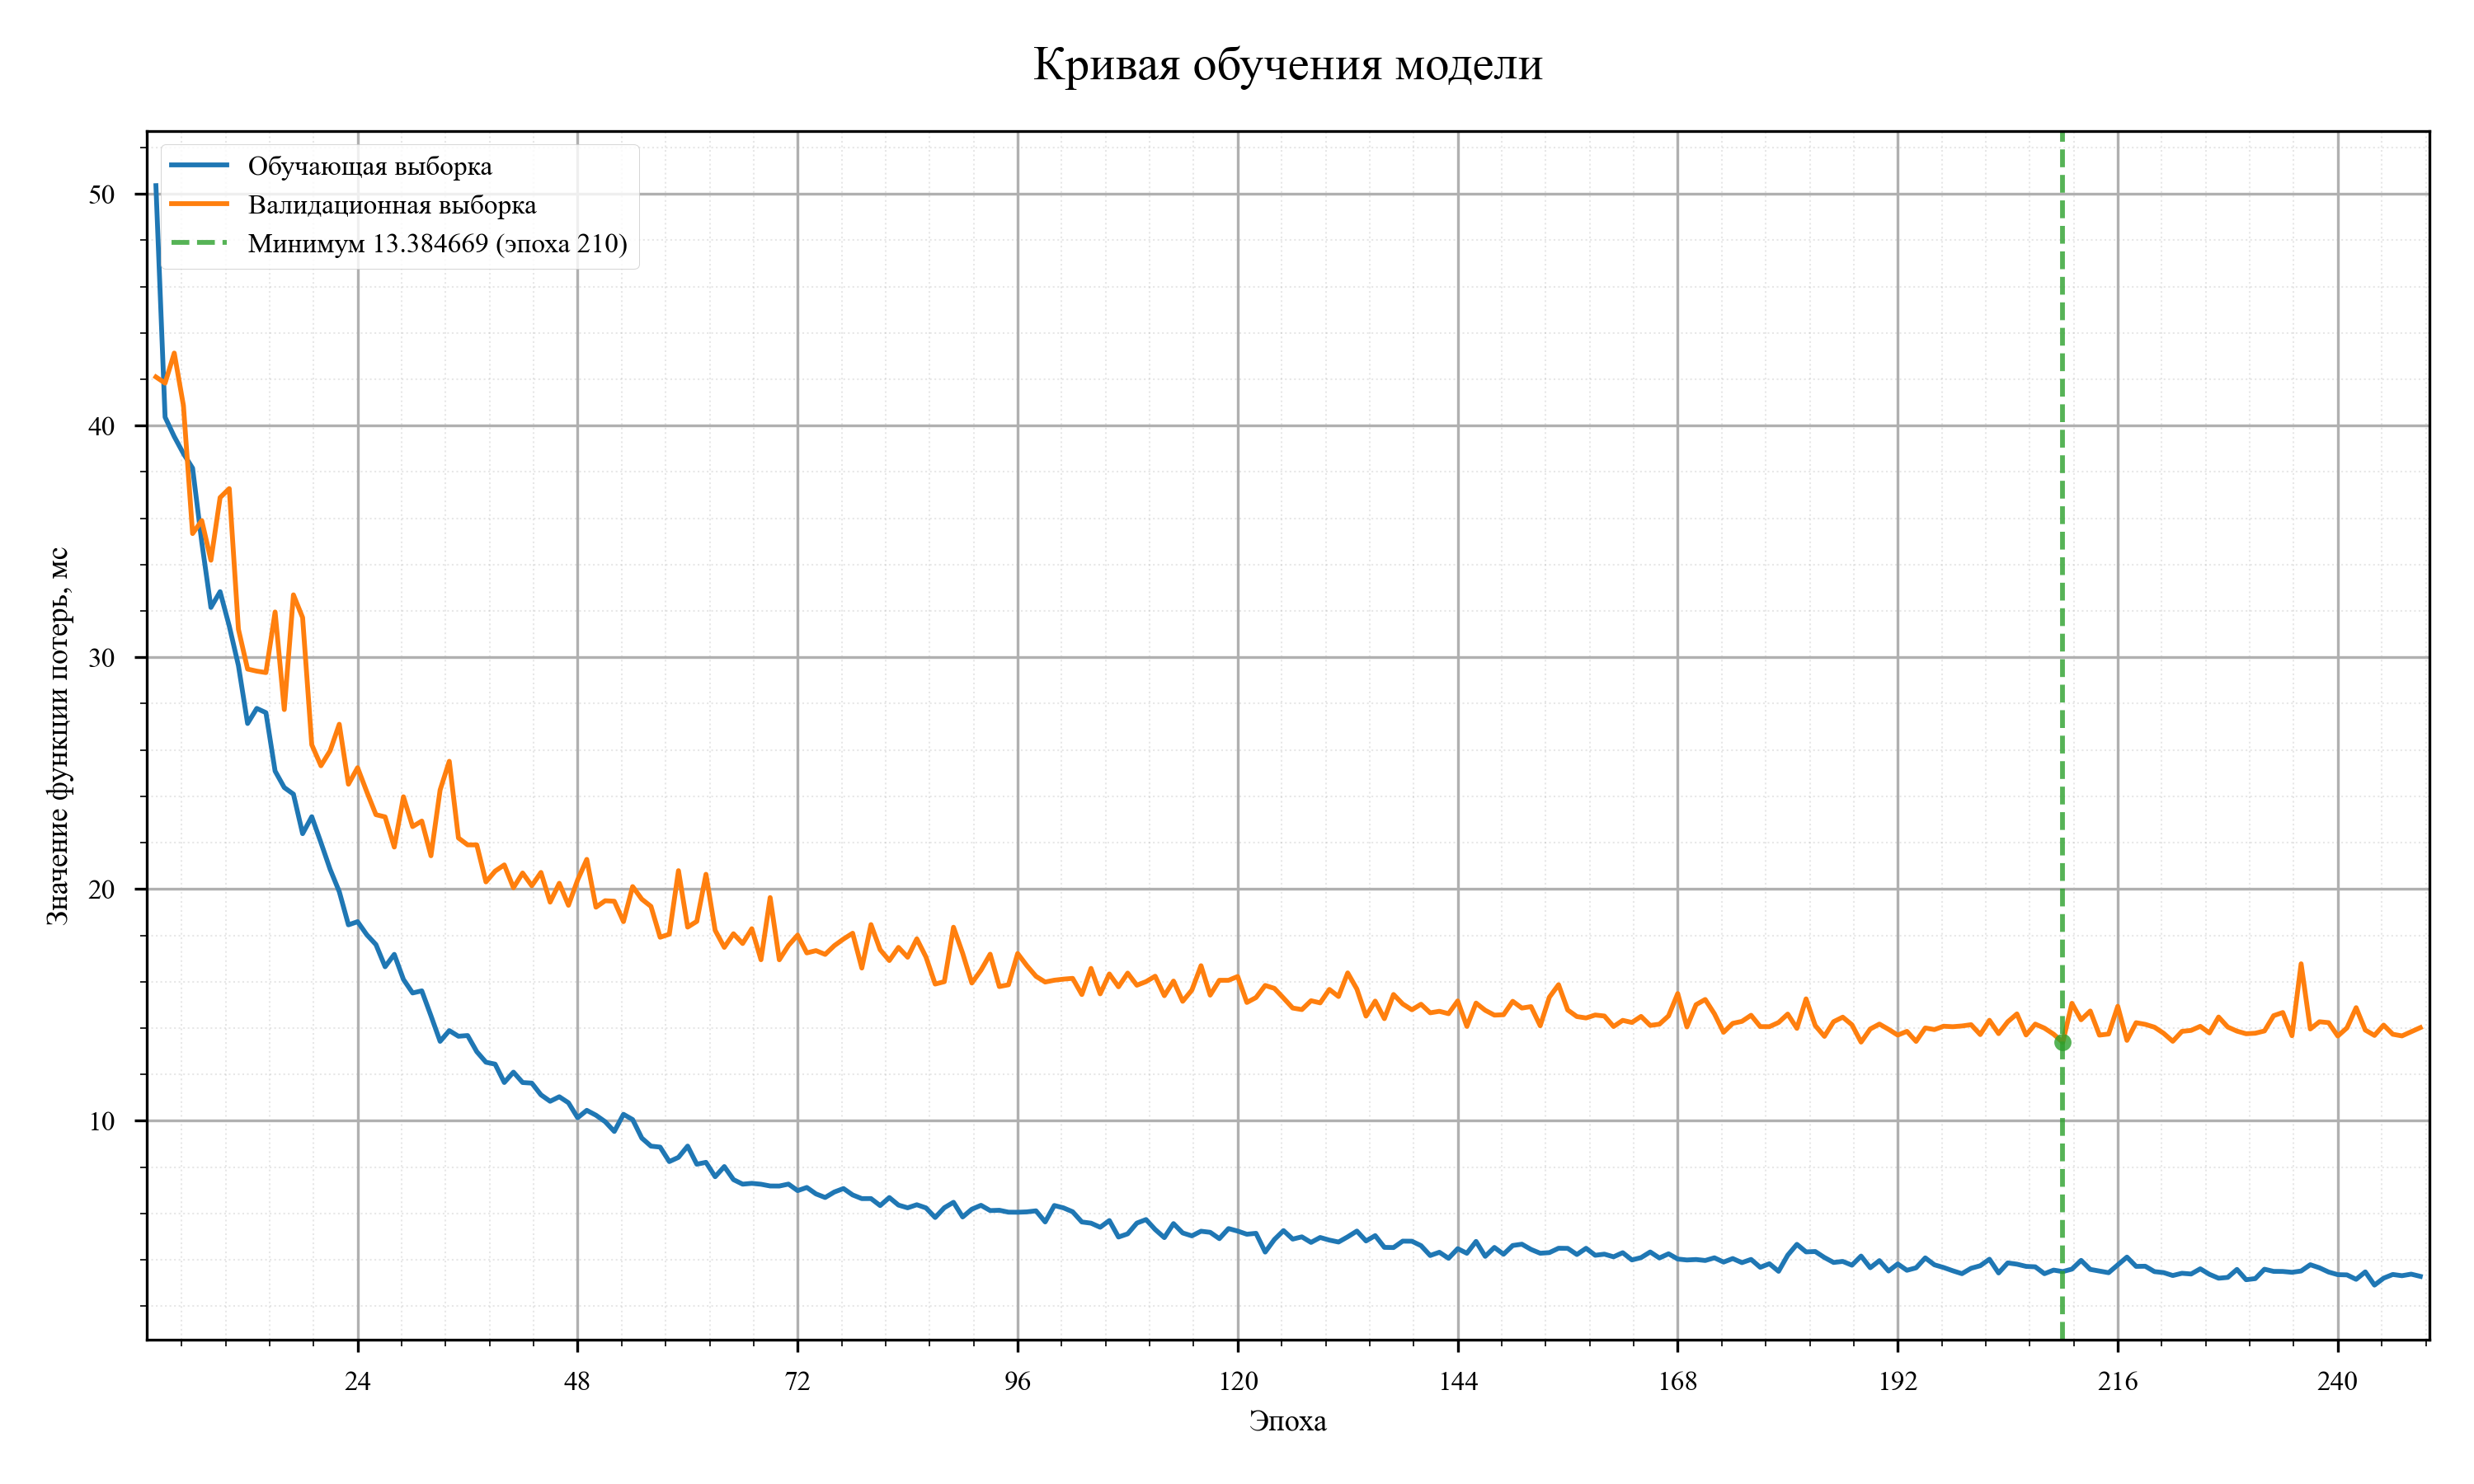 Кривая обучения модели
Обучающая выборка
Валидационная выборка
Минимум 13.384669 (эпоха 210)
Значение функции потерь, мс
50
40
30
20
10
24 48 72 96 120 144 168 192 216 240
Эпоха